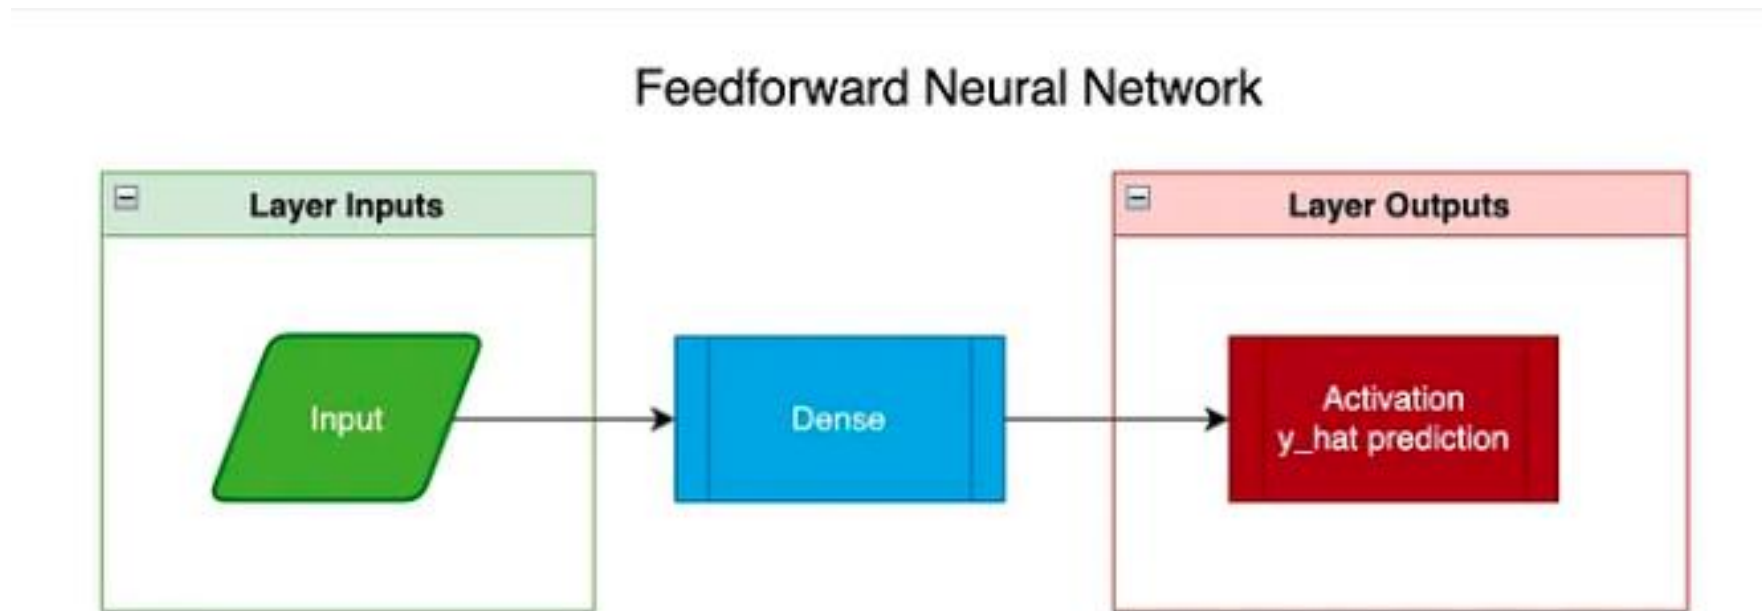 Feedforward Neural Network
Layer Inputs
Layer Outputs
Input
Dense
Activation
y_hat prediction